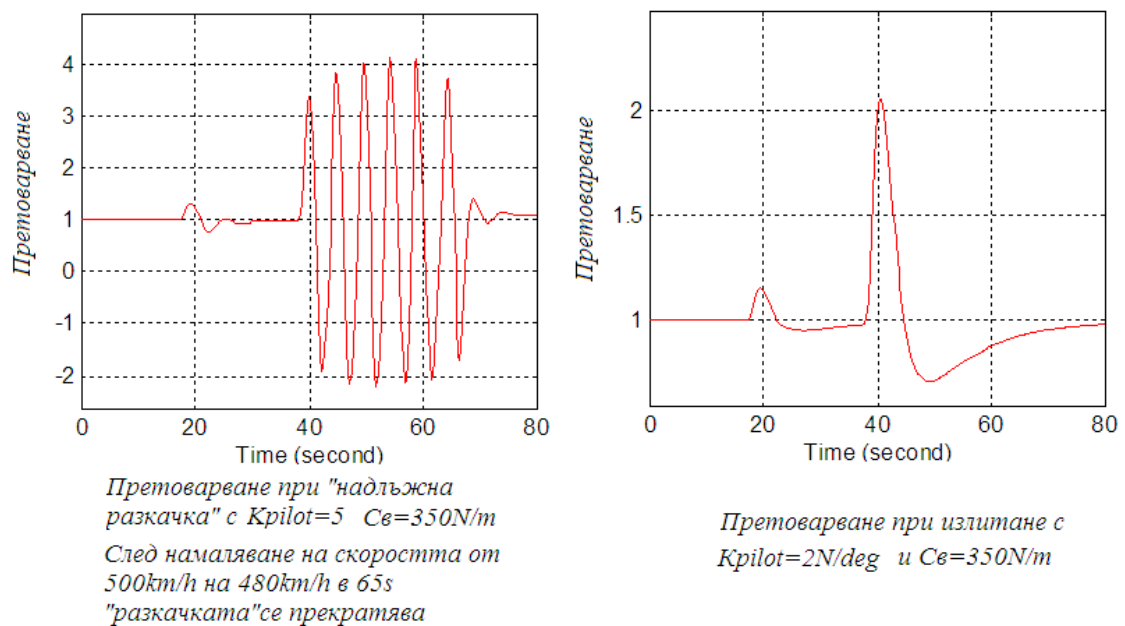 Претоварване
4
3
2
1
0
-1
-2
0
20
40
60
80
Time (second)
Претоварване при "надлъжна
разкачка" с Kpilot=5 Cв=350N/m
След намаляване на скоростта от
500km/h на 480km/h в 65s
"разкачката"се прекратява
Претоварване
2
1.5
1
0
20
40
60
80
Time (second)
Претоварване при излитане с
Kpilot=2N/deg и Cв=350N/m